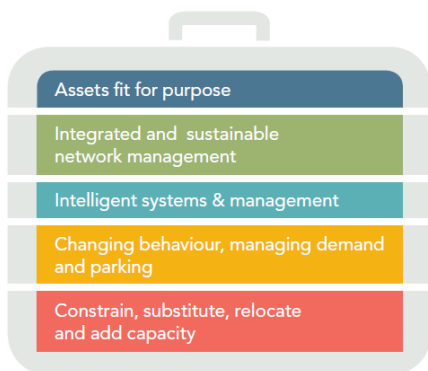 Assets fit for purpose
Integrated and sustainable
network management
Intelligent systems & management
Changing behaviour, managing demand
and parking
Constrain, substitute, relocate
and add capacity